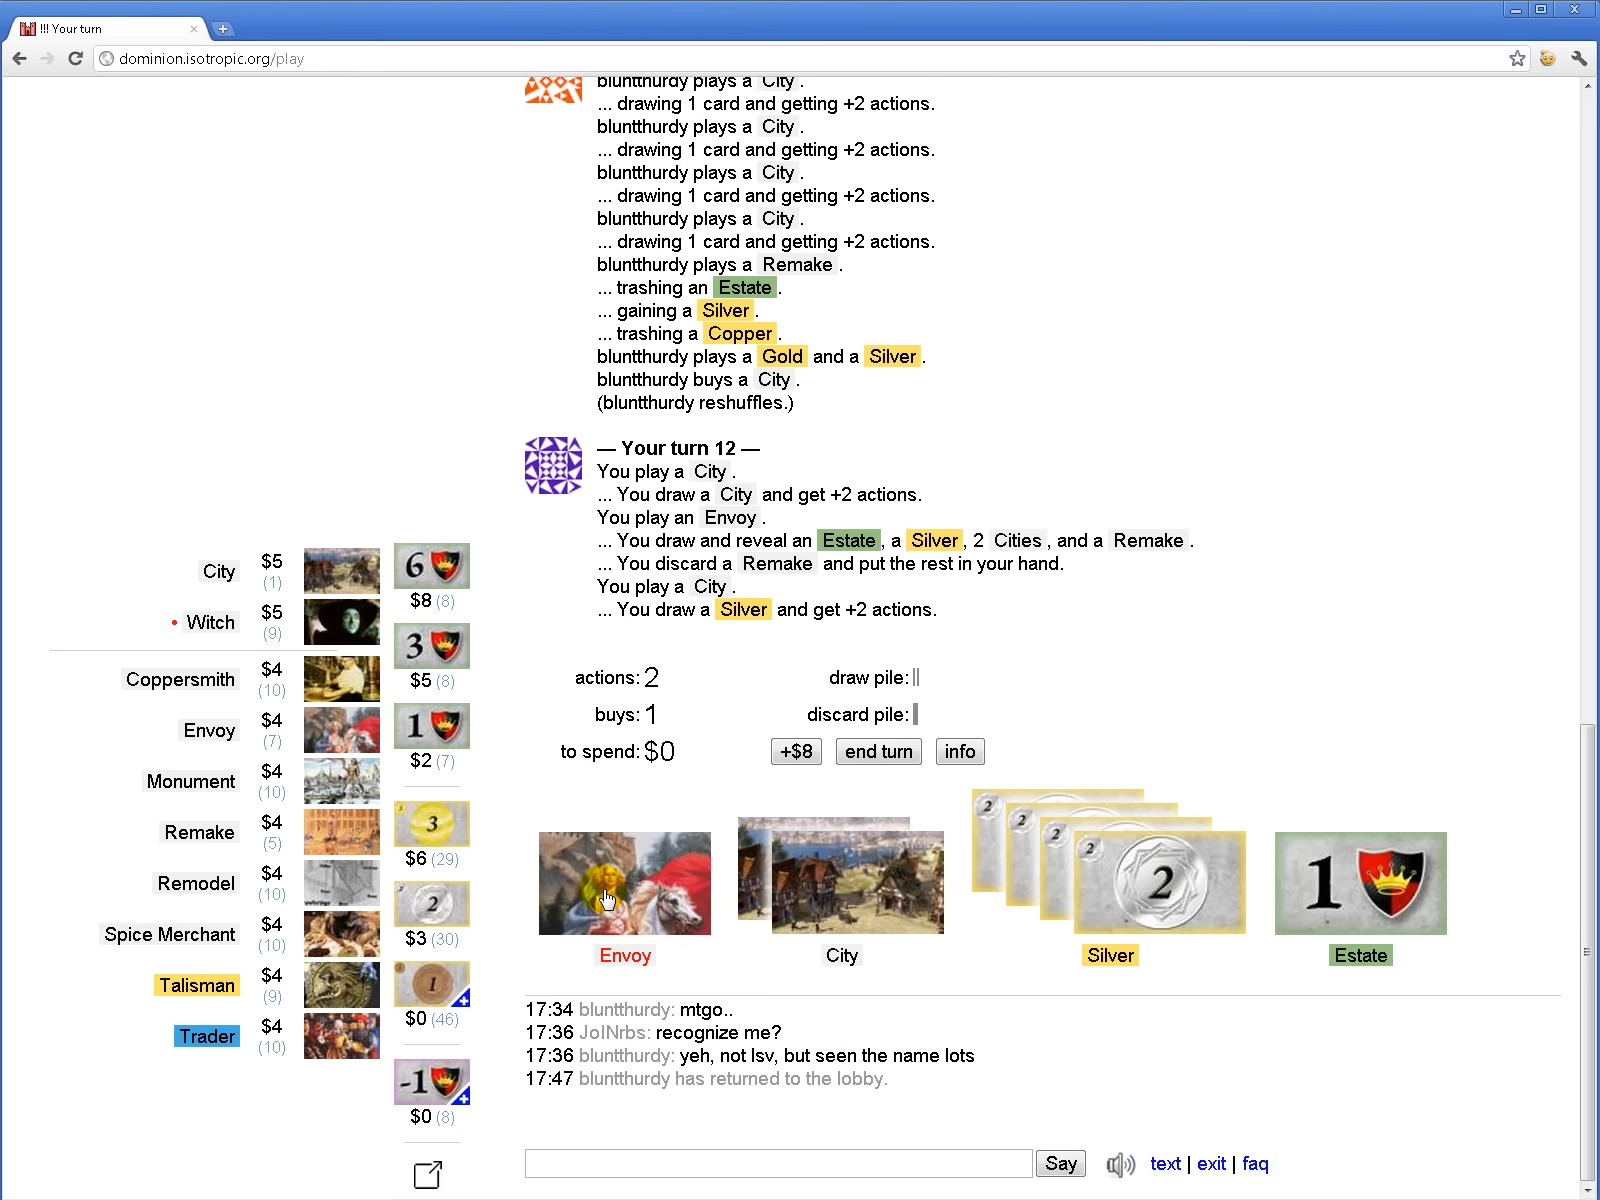 !!! Your turn
dominion.isotropic.org/play
bluntthurdy plays a City .
... drawing 1 card and getting +2 actions.
bluntthurdy plays a City .
... drawing 1 card and getting +2 actions.
bluntthurdy plays a City .
... drawing 1 card and getting +2 actions.
bluntthurdy plays a City .
... drawing 1 card and getting +2 actions.
bluntthurdy plays a Remake .
... trashing an Estate .
... gaining a Silver .
... trashing a Copper .
bluntthurdy plays a Gold and a Silver .
bluntthurdy buys a City .
(bluntthurdy reshuffles.)
— Your turn 12 —
You play a City .
... You draw a City and get +2 actions.
You play an Envoy .
... You draw and reveal an Estate , a Silver , 2 Cities , and a Remake .
... You discard a Remake and put the rest in your hand.
You play a City .
... You draw a Silver and get +2 actions.
City $5 (1)
Witch $5 (9)
Coppersmith $4 (10)
Envoy $4 (7)
Monument $4 (10)
Remake $4 (5)
Remodel $4 (10)
Spice Merchant $4 (10)
Talisman $4 (9)
Trader $4 (10)
6
$8 (8)
3
$5 (8)
1
$2 (7)
3
$6 (29)
2
$3 (30)
1
$0 (46)
-1
$0 (8)
actions: 2 draw pile:
buys: 1 discard pile:
to spend: $0 +$8 end turn info
2
2
2
2
2
1
Envoy City Silver Estate
17:34 bluntthurdy: mtgo..
17:36 JolNrbs: recognize me?
17:36 bluntthurdy: yeh, not lsv, but seen the name lots
17:47 bluntthurdy has returned to the lobby.
Say text | exit | faq